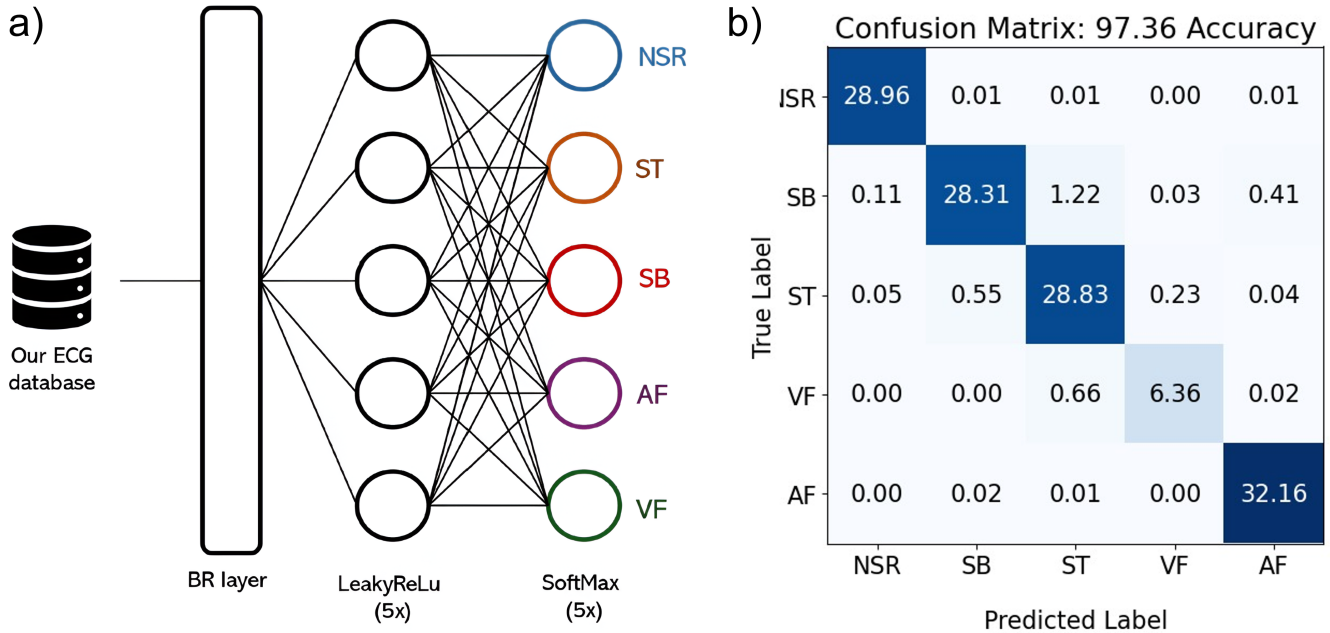 a)
NSR
ST
SB
AF
VF
Our ECG
database
BR layer
LeakyReLu
(5x)
SoftMax
(5x)
b)
Confusion Matrix: 97.36 Accuracy
NSR 28.96 0.01 0.01 0.00 0.01
SB 0.11 28.31 1.22 0.03 0.41
ST 0.05 0.55 28.83 0.23 0.04
VF 0.00 0.00 0.66 6.36 0.02
AF 0.00 0.02 0.01 0.00 32.16
True Label
NSR SB ST VF AF
Predicted Label